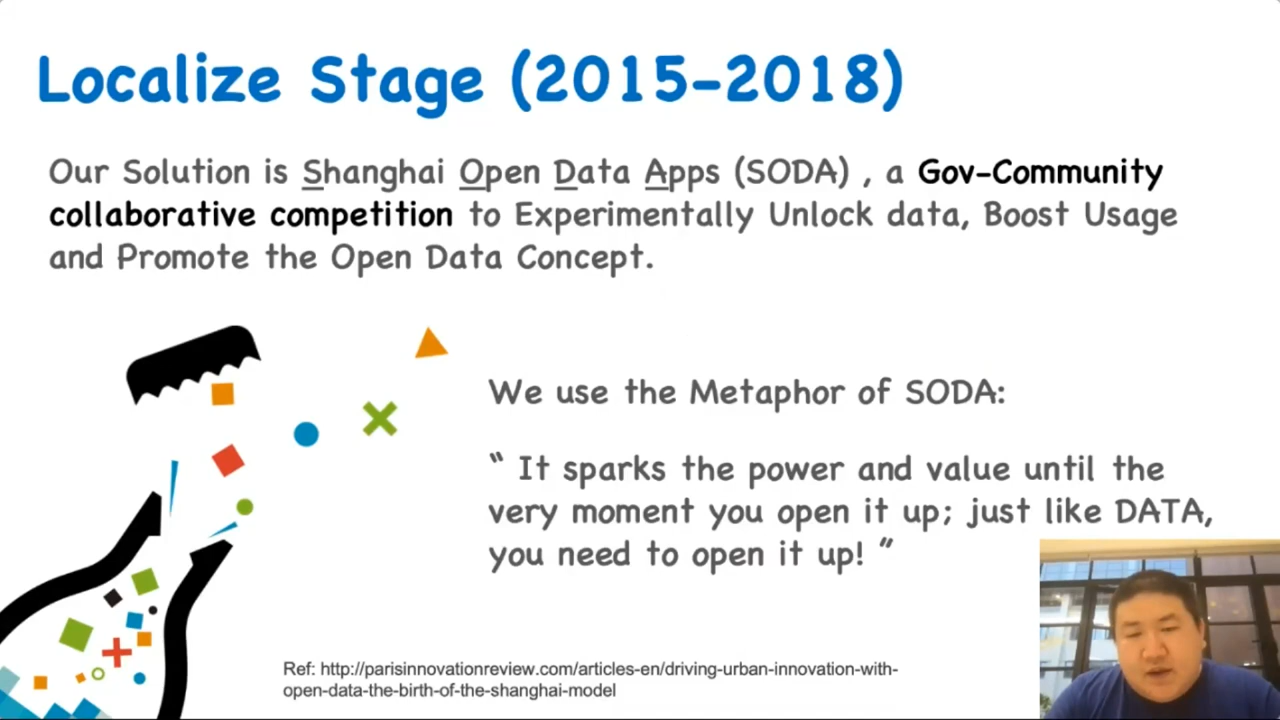 Localize Stage (2015-2018)
Our Solution is Shanghai Open Data Apps (SODA) , a Gov-Community
collaborative competition to Experimentally Unlock data, Boost Usage
and Promote the Open Data Concept.
We use the Metaphor of SODA:
“ It sparks the power and value until the
very moment you open it up; just like DATA,
you need to open it up! ”
Ref: http://parisinnovationreview.com/articles-en/driving-urban-innovation-with-
open-data-the-birth-of-the-shanghai-model